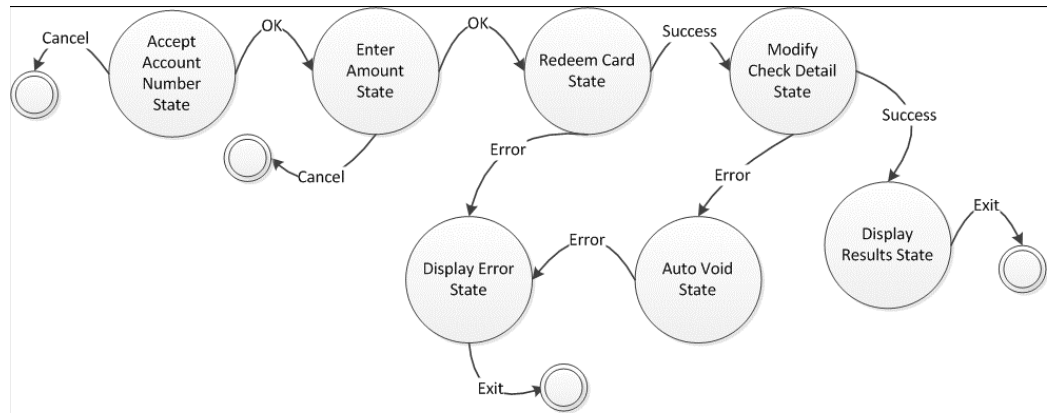 Cancel
Accept
Account
Number
State
OK
Enter
Amount
State
OK
Redeem Card
State
Success
Modify
Check Detail
State
Success
Cancel
Error
Error
Display Error
State
Error
Auto Void
State
Display
Results State
Exit
Exit